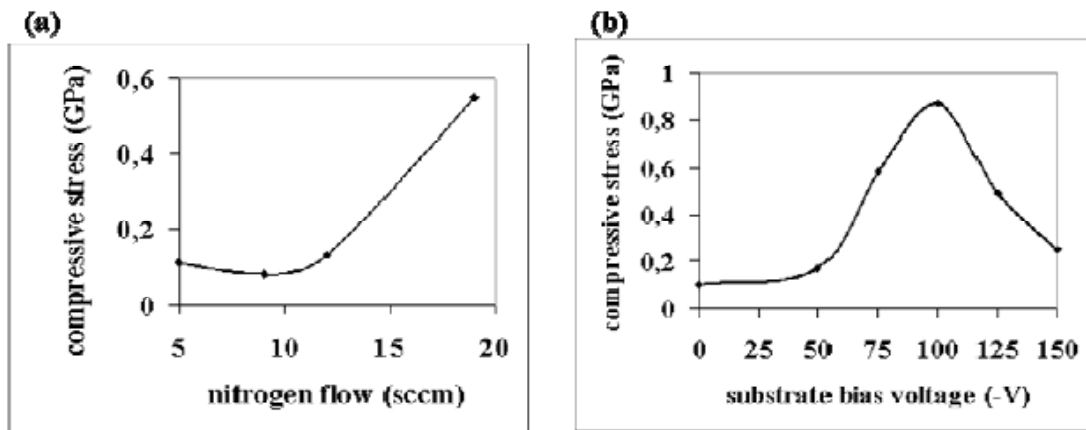 (a)
compressive stress (GPa)
0,6
0,4
0,2
0
5 10 15 20
nitrogen flow (sccm)
(b)
compressive stress (GPa)
1
0,8
0,6
0,4
0,2
0
0 25 50 75 100 125 150
substrate bias voltage (-V)